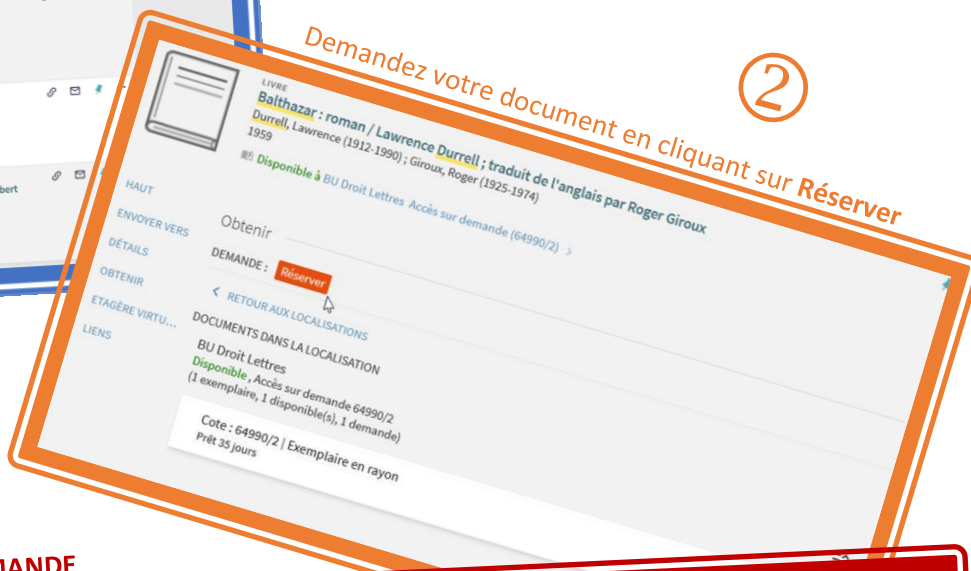 Demandez votre document en cliquant sur Réserver
2
LIVRE
Balthazar : roman / Lawrence Durrell ; traduit de l'anglais par Roger Giroux
Durrell, Lawrence (1912-1990) ; Giroux, Roger (1925-1974)
1959
Disponible à BU Droit Lettres Accès sur demande (64990/2) >
HAUT
ENVOYER VERS
DÉTAILS
OBTENIR
ETAGÈRE VIRTU...
LIENS
Obtenir
DEMANDE : Réserver
< RETOUR AUX LOCALISATIONS
DOCUMENTS DANS LA LOCALISATION
BU Droit Lettres
Disponible , Accès sur demande 64990/2
(1 exemplaire, 1 disponible(s), 1 demande)
Cote : 64990/2 | Exemplaire en rayon
Prêt 35 jours
bert
MANDE